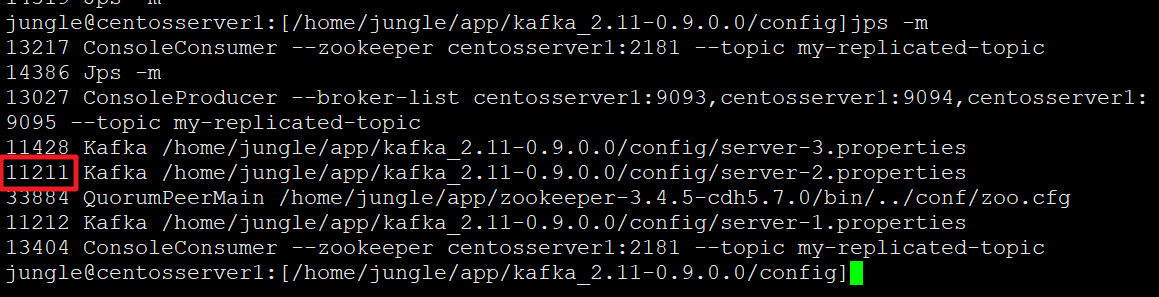 14319 Jps -m
jungle@centosserver1:[/home/jungle/app/kafka_2.11-0.9.0.0/config]jps -m
13217 ConsoleConsumer --zookeeper centosserver1:2181 --topic my-replicated-topic
14386 Jps -m
13027 ConsoleProducer --broker-list centosserver1:9093,centosserver1:9094,centosserver1:
9095 --topic my-replicated-topic
11428 Kafka /home/jungle/app/kafka_2.11-0.9.0.0/config/server-3.properties
11211 Kafka /home/jungle/app/kafka_2.11-0.9.0.0/config/server-2.properties
33884 QuorumPeerMain /home/jungle/app/zookeeper-3.4.5-cdh5.7.0/bin/../conf/zoo.cfg
11212 Kafka /home/jungle/app/kafka_2.11-0.9.0.0/config/server-1.properties
13404 ConsoleConsumer --zookeeper centosserver1:2181 --topic my-replicated-topic
jungle@centosserver1:[/home/jungle/app/kafka_2.11-0.9.0.0/config]